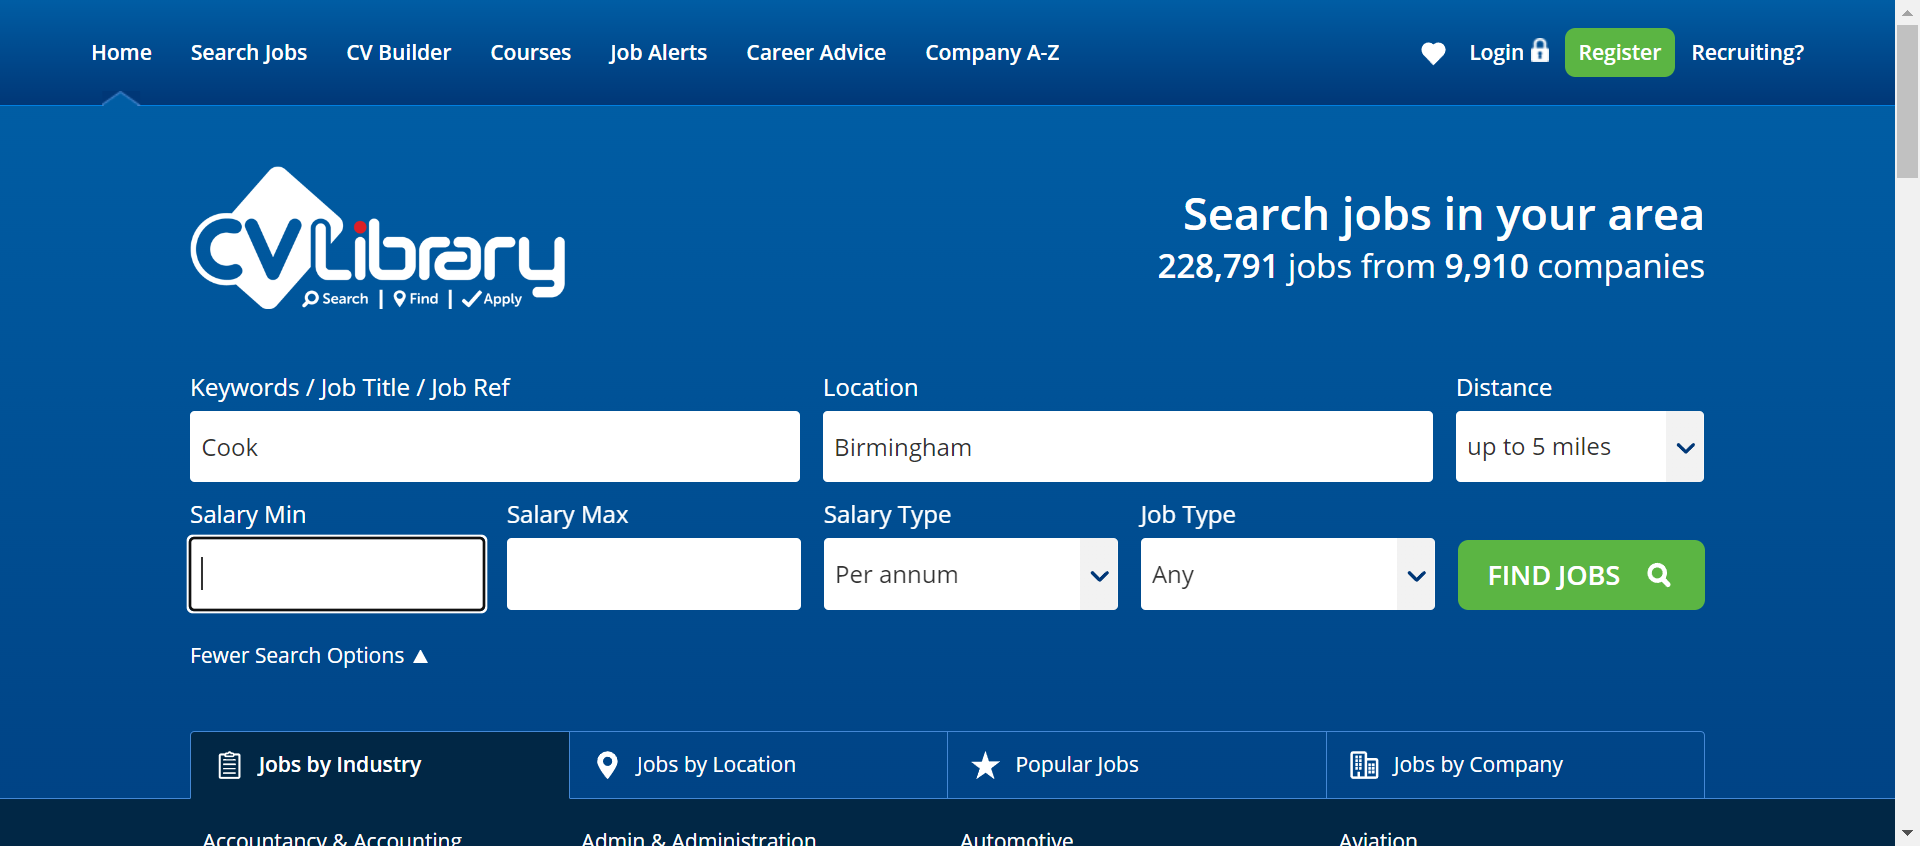 Home Search Jobs CV Builder Courses Job Alerts Career Advice Company A-Z Login Register Recruiting?
CVLibrary
Search | Find | Apply
Search jobs in your area
228,791 jobs from 9,910 companies
Keywords / Job Title / Job Ref Location Distance
Cook Birmingham up to 5 miles
Salary Min Salary Max Salary Type Job Type
Per annum Any FIND JOBS
Fewer Search Options
Jobs by Industry Jobs by Location Popular Jobs Jobs by Company
Accountancy & Accounting Admin & Administration Automotive Aviation